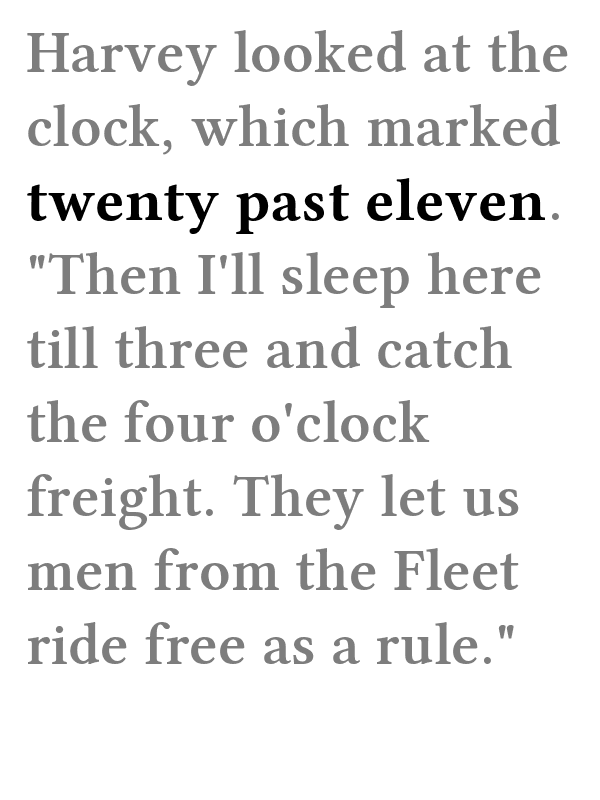 Harvey looked at the
clock, which marked
twenty past eleven.
"Then I'll sleep here
till three and catch
the four o'clock
freight. They let us
men from the Fleet
ride free as a rule."